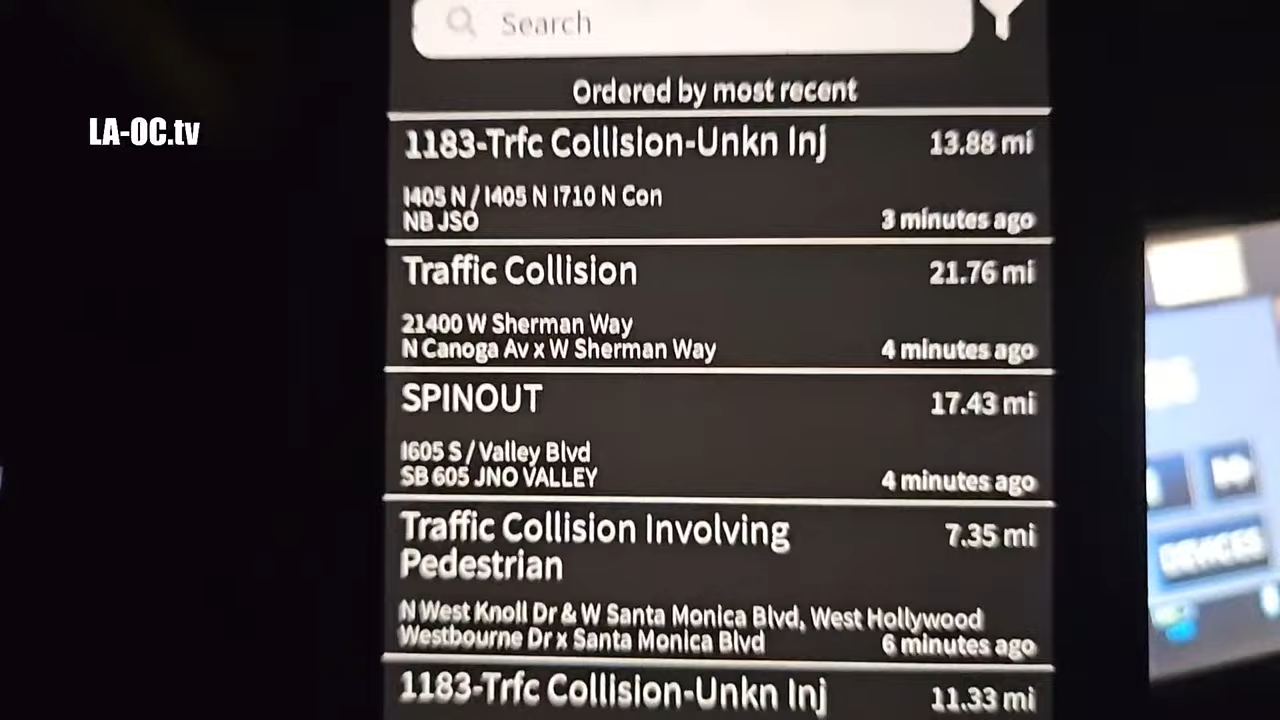 Search
Ordered by most recent
LA-OC.tv
1183-Trfc Collision-Unkn Inj 13.88 mi
I405 N / I405 N I710 N Con
NB JSO 3 minutes ago
Traffic Collision 21.76 mi
21400 W Sherman Way
N Canoga Av x W Sherman Way 4 minutes ago
SPINOUT 17.43 mi
I605 S / Valley Blvd
SB 605 JNO VALLEY 4 minutes ago
Traffic Collision Involving 7.35 mi
Pedestrian
N West Knoll Dr & W Santa Monica Blvd, West Hollywood
Westbourne Dr x Santa Monica Blvd 6 minutes ago
1183-Trfc Collision-Unkn Inj 11.33 mi
DEVICES